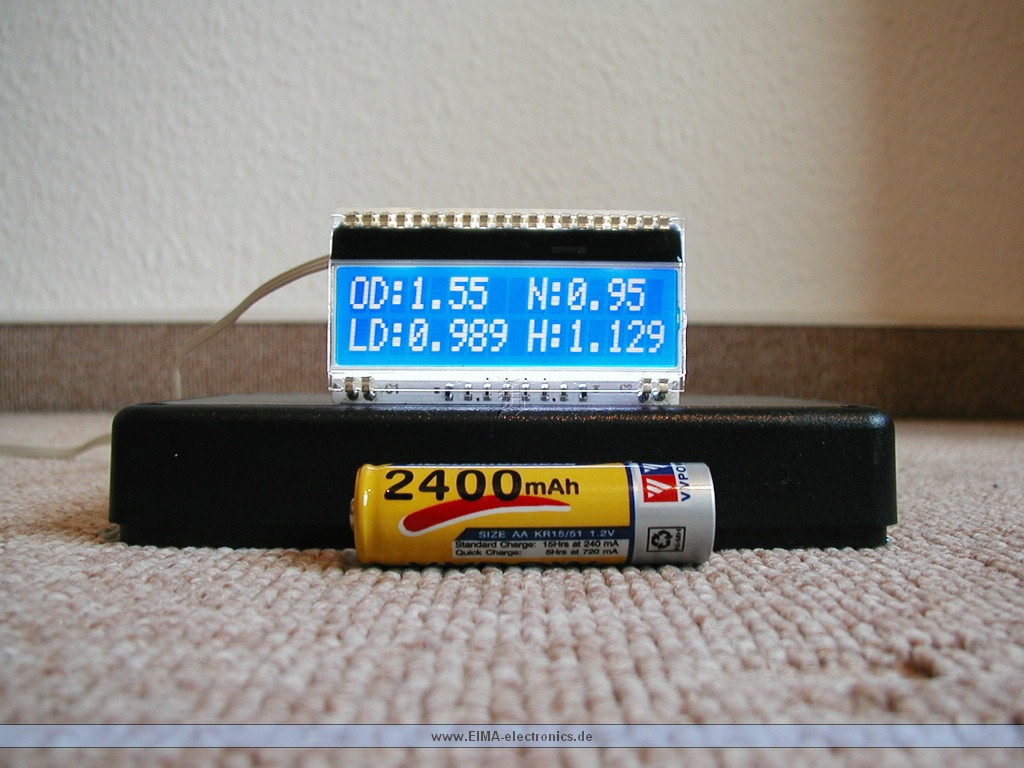 OD:1.55 N:0.95
LD:0.989 H:1.129
2400mAh
SIZE AA KR15/51 1.2V
Standard Charge: 15Hrs at 240 mA
Quick Charge: 5Hrs at 720 mA
www.EIMA-electronics.de